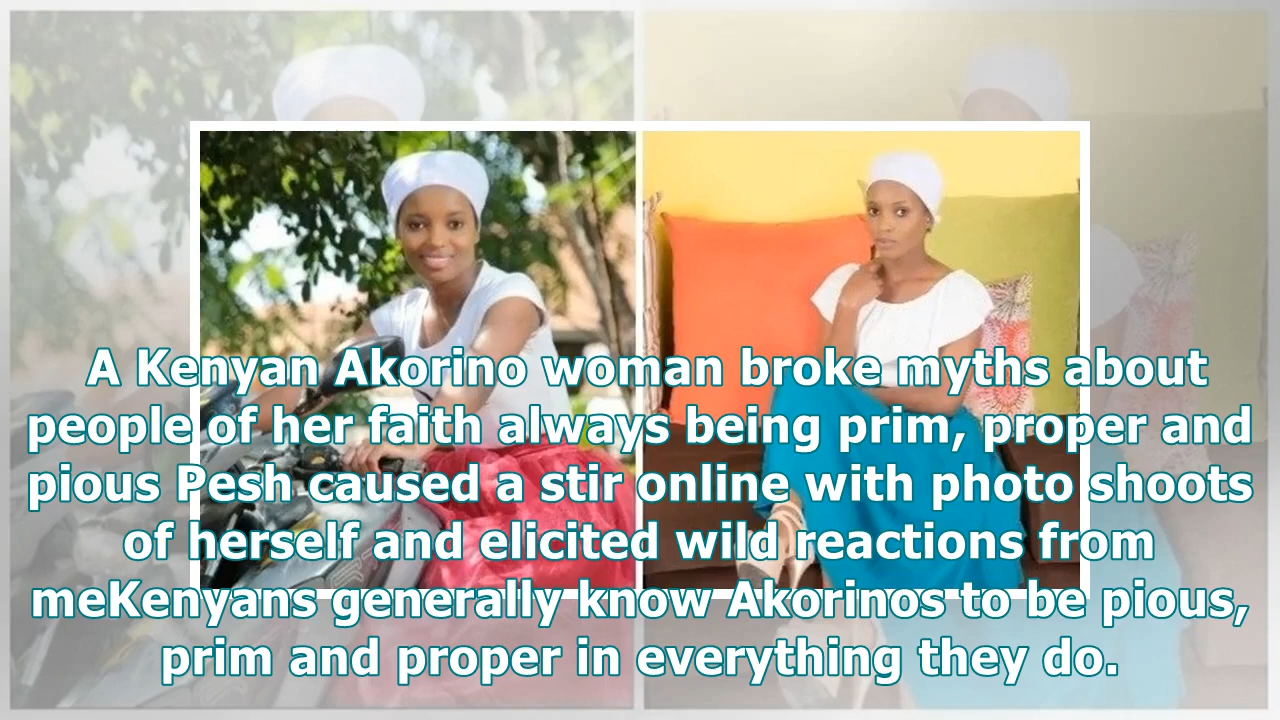 A Kenyan Akorino woman broke myths about
people of her faith always being prim, proper and
pious Pesh caused a stir online with photo shoots
of herself and elicited wild reactions from
meKenyans generally know Akorinos to be pious,
prim and proper in everything they do.